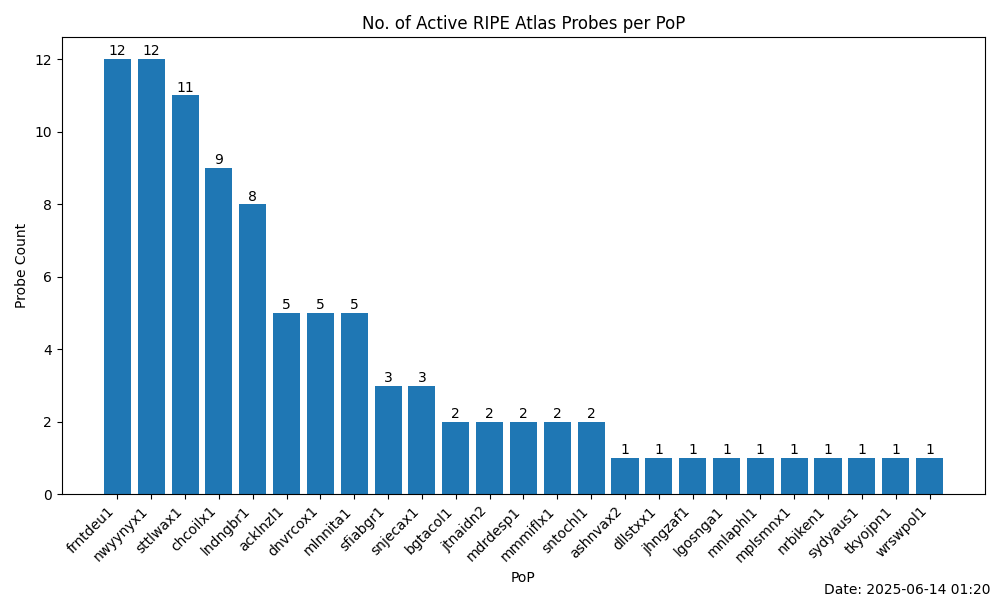 No. of Active RIPE Atlas Probes per PoP
Probe Count
12
10
8
6
4
2
0
12
12
11
9
8
5
5
5
3
3
2
2
2
2
2
1
1
1
1
1
1
1
1
1
1
frntdeu1
nwyynyx1
sttlwax1
chcoilx1
lndngbr1
acklnzl1
dnvrcox1
mlnnita1
sfiabgr1
snjecax1
bgtacol1
jtnaidn2
mdrdesp1
mmmiflx1
sntochl1
ashnvax2
dllstxx1
jhngzaf1
lgosnga1
mnlaphl1
mplsmnx1
nrbiken1
sydyaus1
tkyojpn1
wrswpol1
PoP
Date: 2025-06-14 01:20